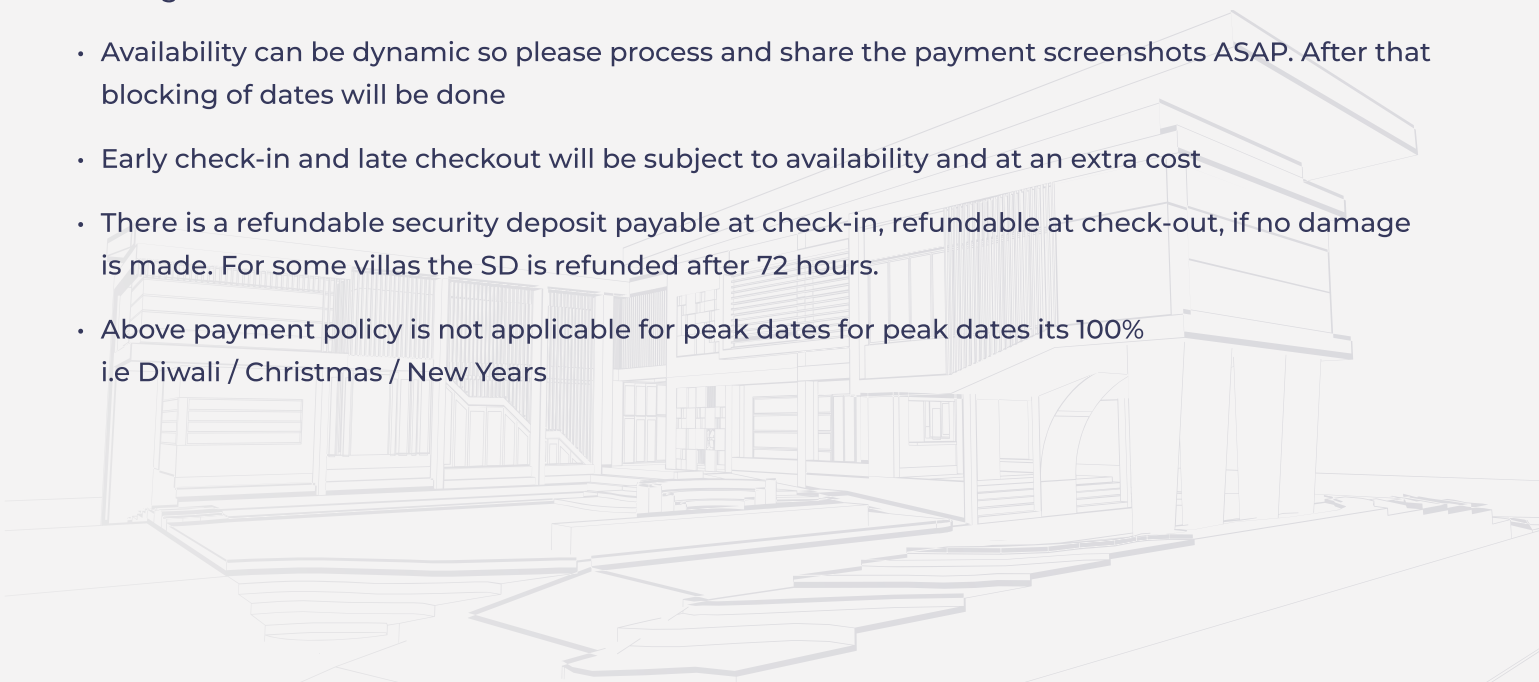 • Availability can be dynamic so please process and share the payment screenshots ASAP. After that
blocking of dates will be done
• Early check-in and late checkout will be subject to availability and at an extra cost
• There is a refundable security deposit payable at check-in, refundable at check-out, if no damage
is made. For some villas the SD is refunded after 72 hours.
• Above payment policy is not applicable for peak dates for peak dates its 100%
i.e Diwali / Christmas / New Years